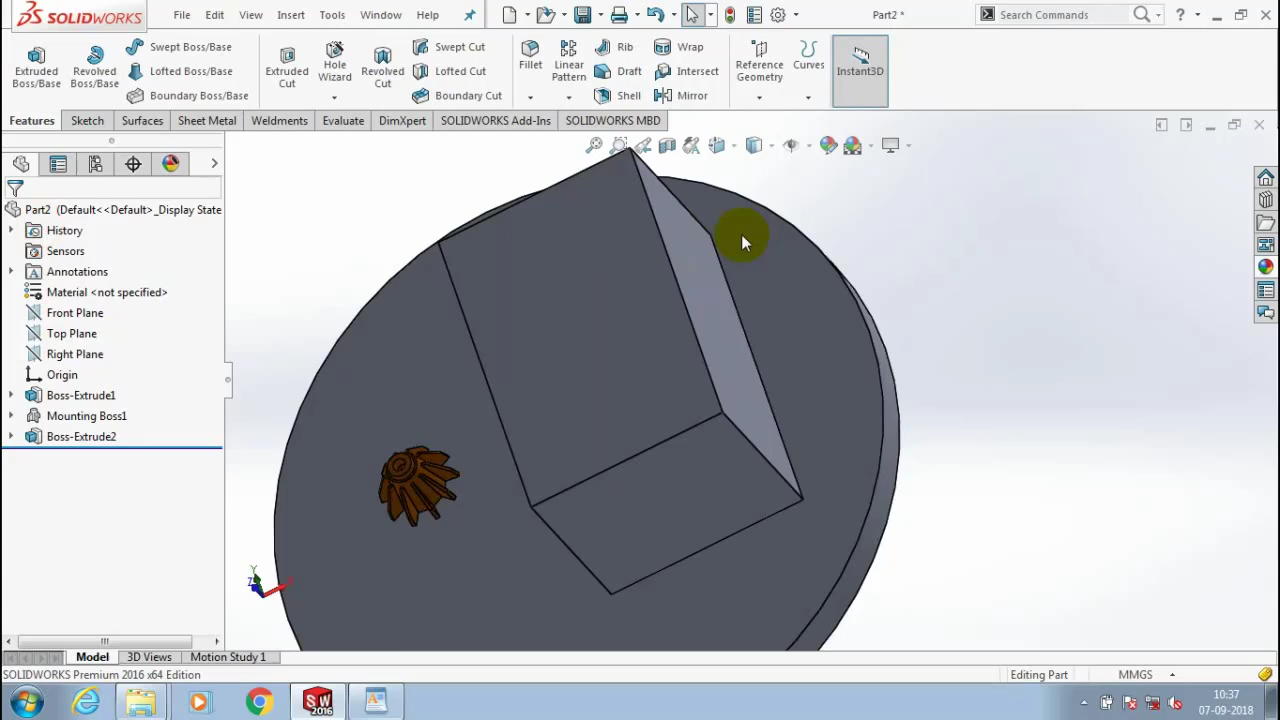 SOLIDWORKS File Edit View Insert Tools Window Help Part2 * Search Commands ?
Extruded Boss/Base Revolved Boss/Base Swept Boss/Base Lofted Boss/Base Boundary Boss/Base Extruded Cut Hole Wizard Revolved Cut Swept Cut Lofted Cut Boundary Cut Fillet Linear Pattern Rib Draft Shell Wrap Intersect Mirror Reference Geometry Curves Instant3D
Features Sketch Surfaces Sheet Metal Weldments Evaluate DimXpert SOLIDWORKS Add-Ins SOLIDWORKS MBD
Part2 (Default<<Default>_Display State
History
Sensors
Annotations
Material <not specified>
Front Plane
Top Plane
Right Plane
Origin
Boss-Extrude1
Mounting Boss1
Boss-Extrude2
Y
Z
Model 3D Views Motion Study 1
SOLIDWORKS Premium 2016 x64 Edition Editing Part MMGS
SW 2016
10:37
07-09-2018